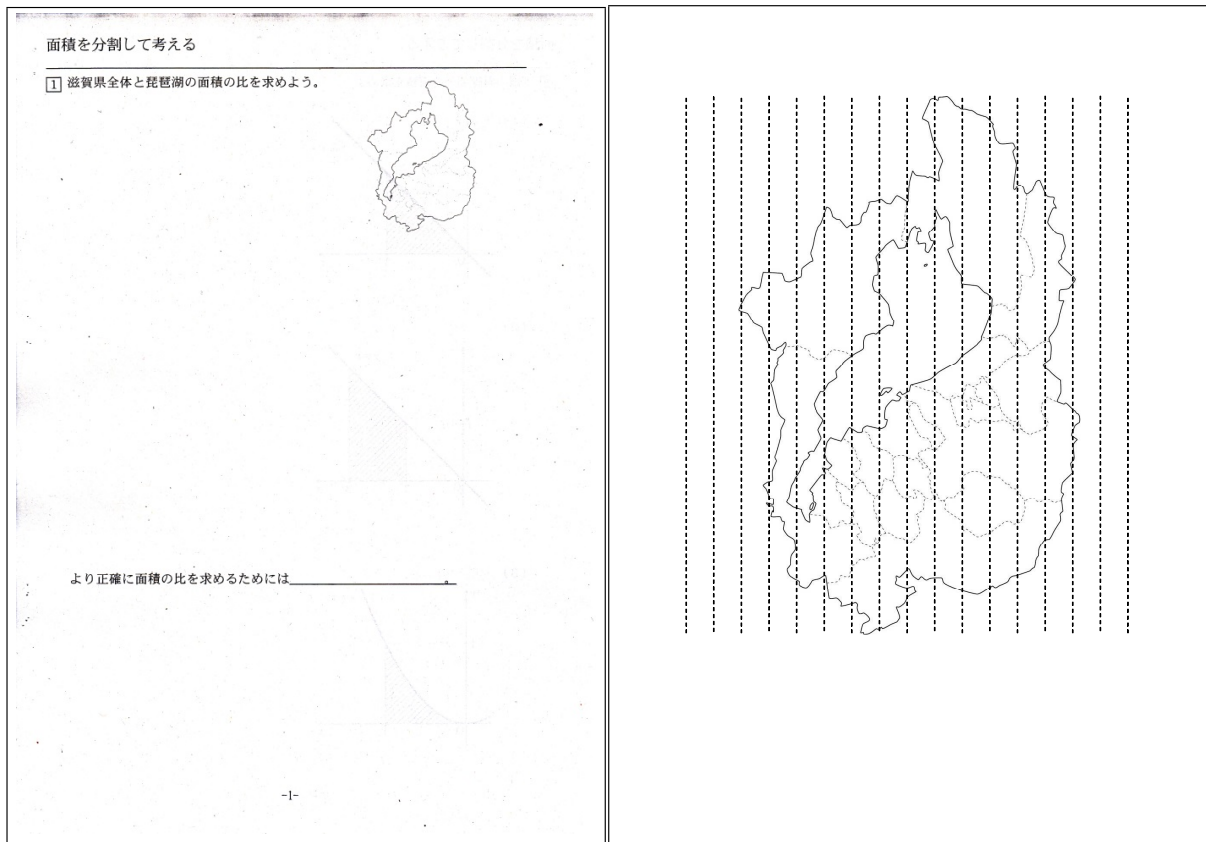 面積を分割して考える
1 滋賀県全体と琵琶湖の面積の比を求めよう。
より正確に面積の比を求めるためには＿＿＿＿＿＿＿＿＿＿＿＿。
-1-